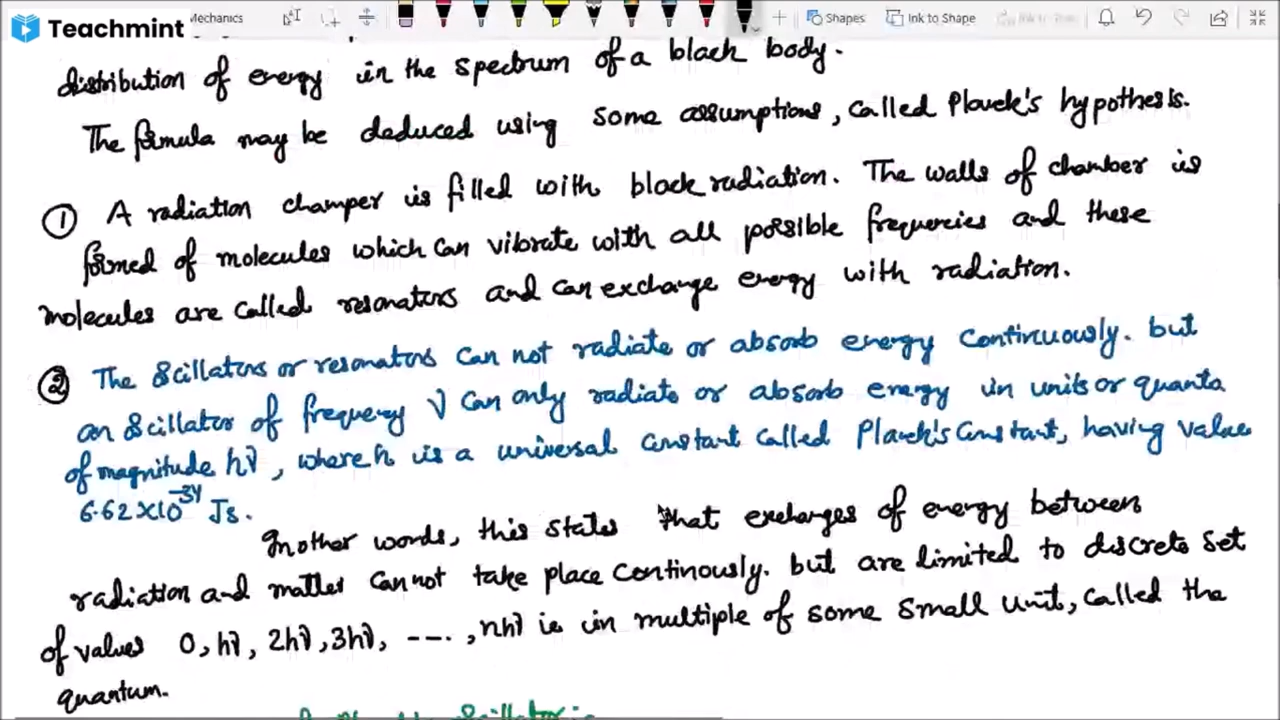 Mechanics
Shapes
Ink to Shape
Teachmint
distribution of energy in the spectrum of a black body.
The formula may be deduced using some assumptions, called Planck's hypothesis.
① A radiation champer is filled with black radiation. The walls of chamber is
formed of molecules which can vibrate with all possible frequencies and these
molecules are called resonators and can exchange energy with radiation.
② The oscillators or resonators can not radiate or absorb energy continuously. but
an oscillator of frequency ν can only radiate or absorb energy in units or quanta
of magnitude hν, where h is a universal constant called Planck's constant, having value
6.62×10⁻³⁴ Js.
In other words, this states that exchanges of energy between
radiation and matter cannot take place continously. but are limited to discrete set
of values 0, hν, 2hν, 3hν, ----, nhν ie in multiple of some small unit, called the
quantum.